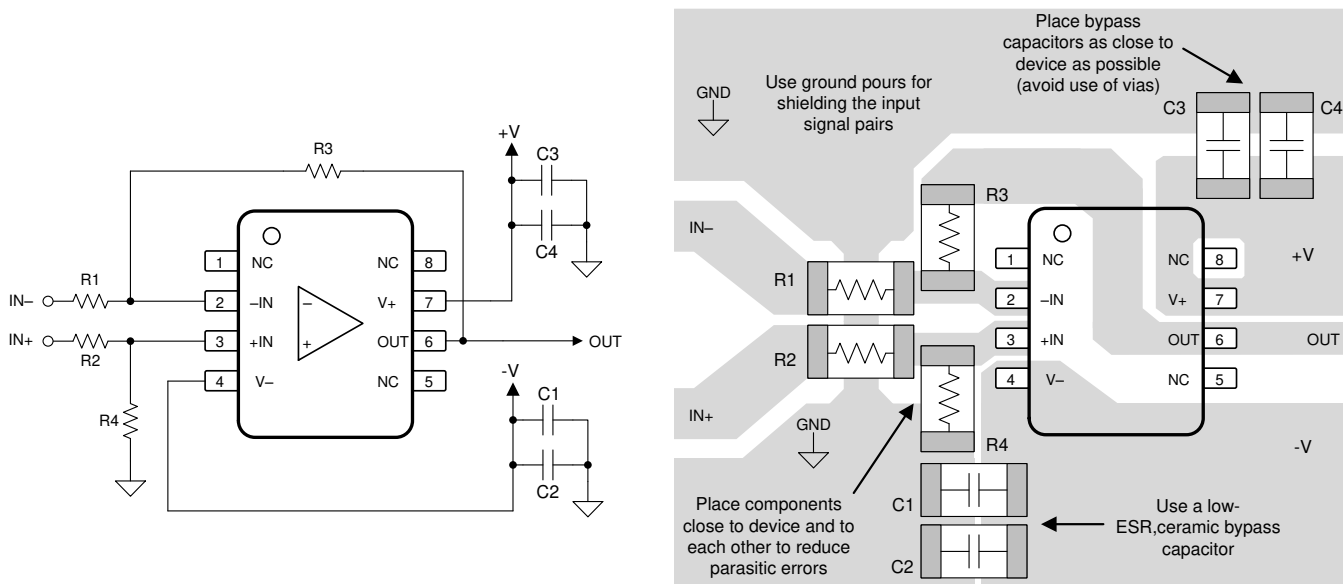 R3
+V
C3
C4
1
NC
NC
8
IN–
R1
2
–IN
V+
7
–
IN+
R2
3
+IN
+
OUT
6
OUT
4
V–
NC
5
R4
-V
C1
C2
Place bypass
capacitors as close to
device as possible
(avoid use of vias)
GND
Use ground pours for
shielding the input
signal pairs
C3
C4
R3
IN–
R1
1
NC
NC
8
+V
2
–IN
V+
7
R2
3
+IN
OUT
6
OUT
4
V–
NC
5
IN+
GND
R4
-V
Place components
close to device and to
each other to reduce
parasitic errors
C1
C2
Use a low-
ESR,ceramic bypass
capacitor